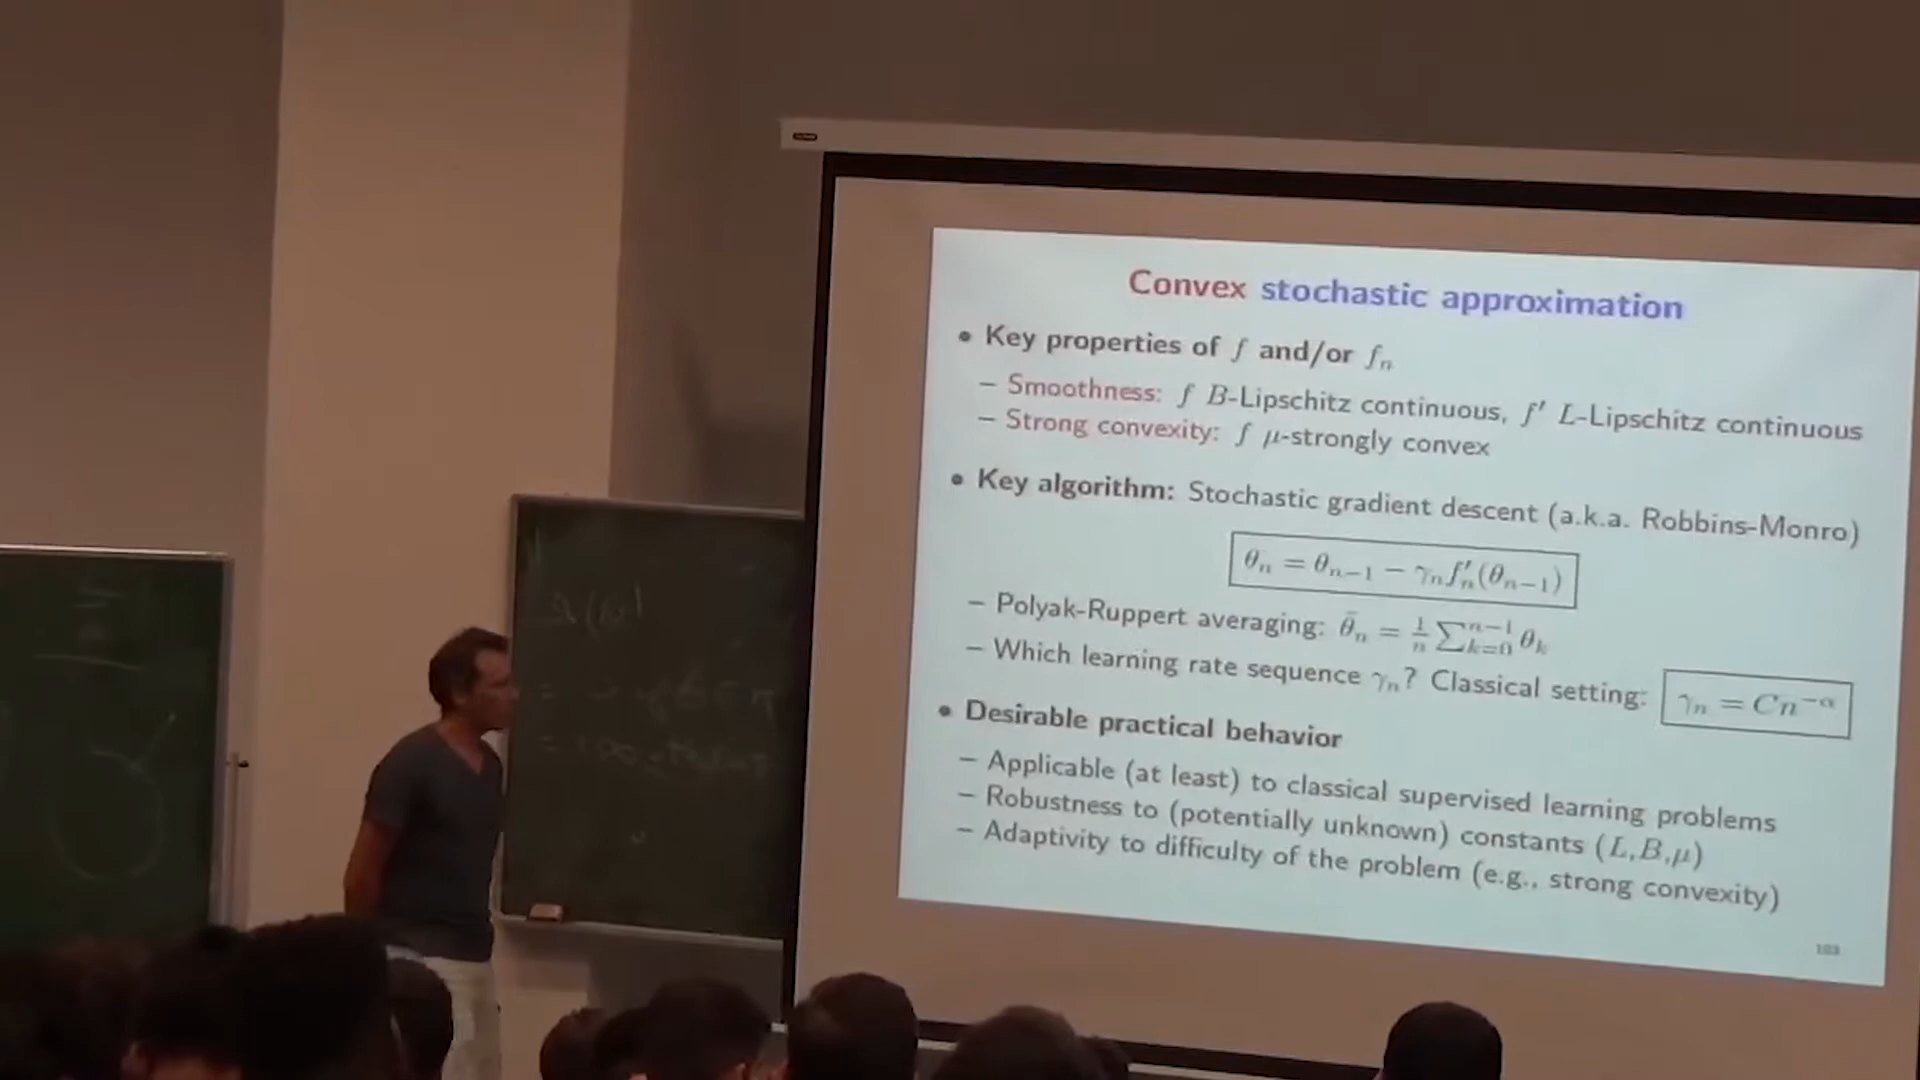 Convex stochastic approximation
• Key properties of f and/or fₙ
– Smoothness: f B-Lipschitz continuous, f′ L-Lipschitz continuous
– Strong convexity: f μ-strongly convex
• Key algorithm: Stochastic gradient descent (a.k.a. Robbins-Monro)
θₙ = θₙ₋₁ − γₙf′ₙ(θₙ₋₁)
– Polyak-Ruppert averaging: θ̄ₙ = 1/n ∑ₖ₌₀ⁿ⁻¹ θₖ
– Which learning rate sequence γₙ? Classical setting: γₙ = Cn^−α
• Desirable practical behavior
– Applicable (at least) to classical supervised learning problems
– Robustness to (potentially unknown) constants (L,B,μ)
– Adaptivity to difficulty of the problem (e.g., strong convexity)
103